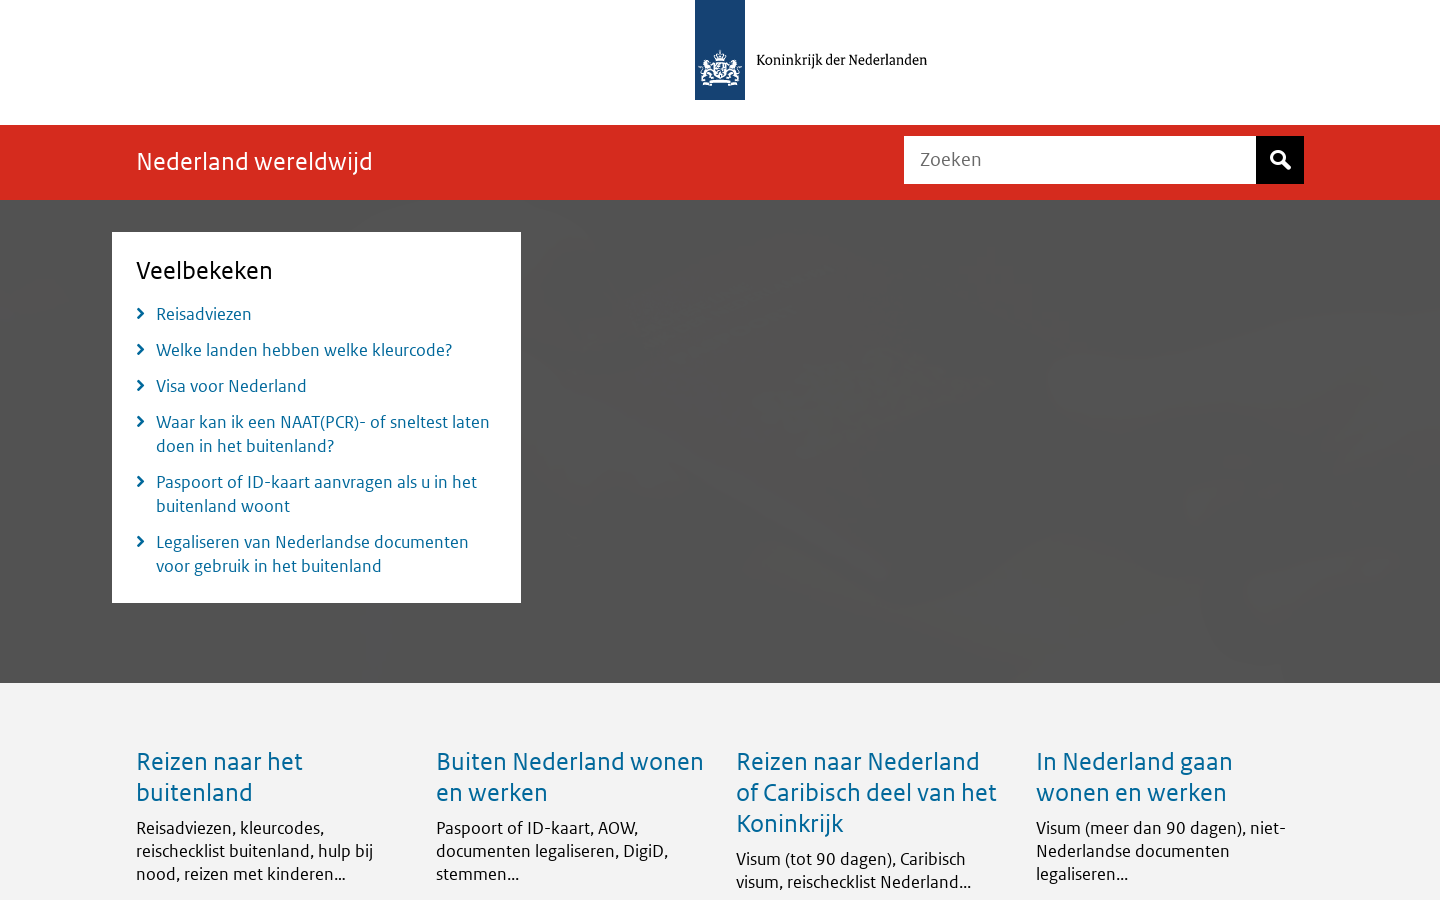 Koninkrijk der Nederlanden
Nederland wereldwijd
Zoeken
Veelbekeken
Reisadviezen
Welke landen hebben welke kleurcode?
Visa voor Nederland
Waar kan ik een NAAT(PCR)- of sneltest laten
doen in het buitenland?
Paspoort of ID-kaart aanvragen als u in het
buitenland woont
Legaliseren van Nederlandse documenten
voor gebruik in het buitenland
Reizen naar het
buitenland
Reisadviezen, kleurcodes,
reischecklist buitenland, hulp bij
nood, reizen met kinderen...
Buiten Nederland wonen
en werken
Paspoort of ID-kaart, AOW,
documenten legaliseren, DigiD,
stemmen...
Reizen naar Nederland
of Caribisch deel van het
Koninkrijk
Visum (tot 90 dagen), Caribisch
visum, reischecklist Nederland...
In Nederland gaan
wonen en werken
Visum (meer dan 90 dagen), niet-
Nederlandse documenten
legaliseren...